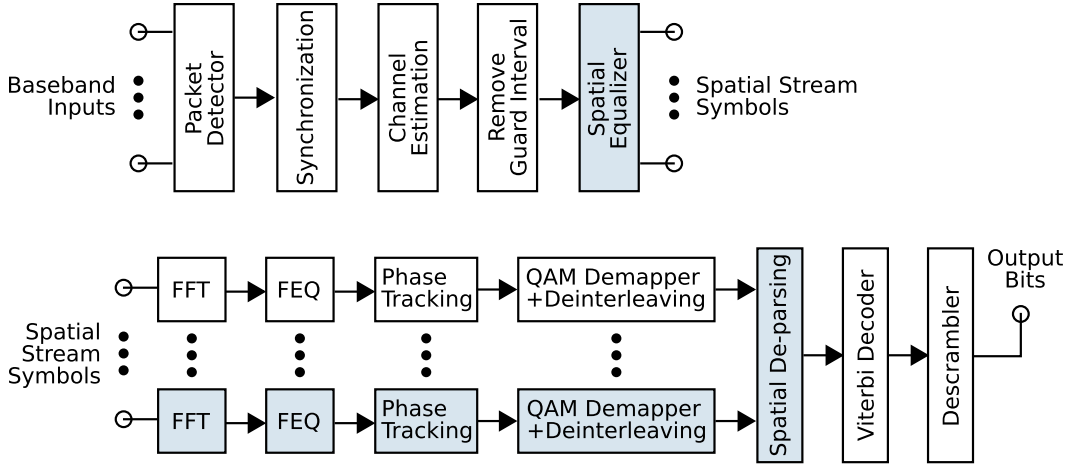 Baseband
Inputs
Packet
Detector
Synchronization
Channel
Estimation
Remove
Guard Interval
Spatial
Equalizer
Spatial Stream
Symbols
Spatial
Stream
Symbols
FFT
FEQ
Phase
Tracking
QAM Demapper
+Deinterleaving
FFT
FEQ
Phase
Tracking
QAM Demapper
+Deinterleaving
Spatial De-parsing
Viterbi Decoder
Descrambler
Output
Bits